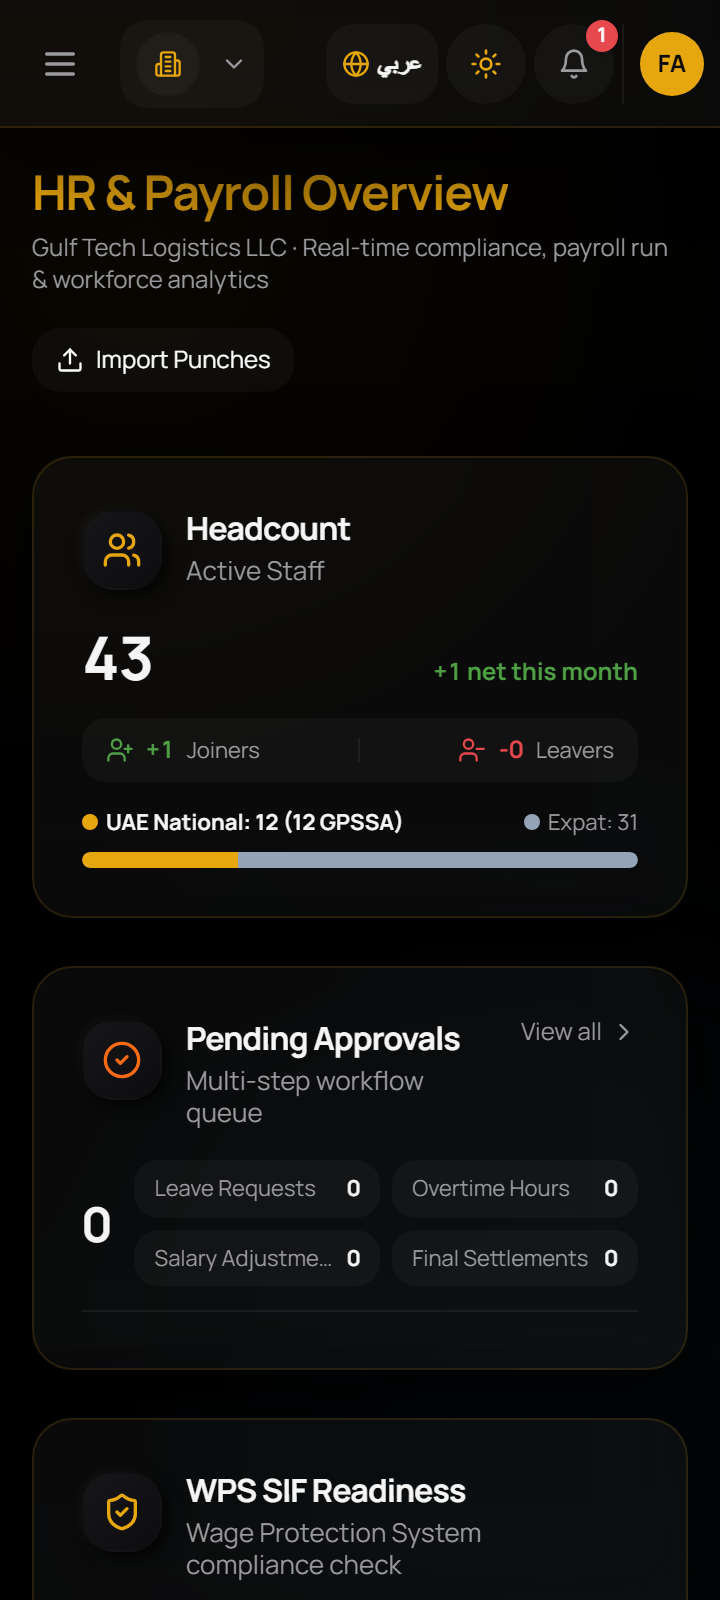 عربي
1
FA
HR & Payroll Overview
Gulf Tech Logistics LLC · Real-time compliance, payroll run
& workforce analytics
Import Punches
Headcount
Active Staff
43
+1 net this month
+1 Joiners
-0 Leavers
UAE National: 12 (12 GPSSA)
Expat: 31
Pending Approvals
View all
Multi-step workflow
queue
0
Leave Requests 0
Overtime Hours 0
Salary Adjustme... 0
Final Settlements 0
WPS SIF Readiness
Wage Protection System
compliance check